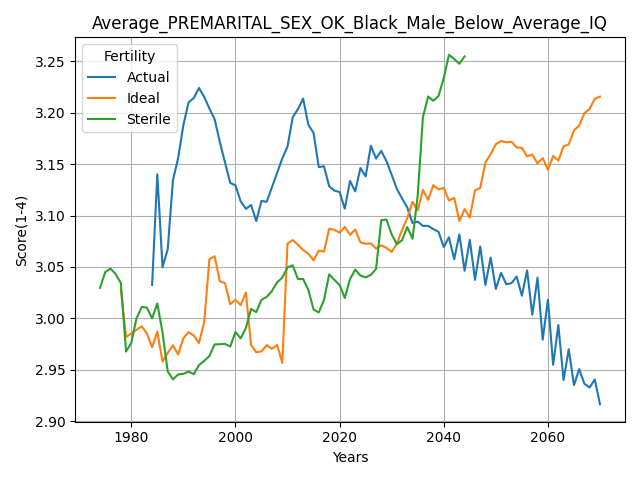 Average_PREMARITAL_SEX_OK_Black_Male_Below_Average_IQ
Fertility
Actual
Ideal
Sterile
Score(1-4)
3.25
3.20
3.15
3.10
3.05
3.00
2.95
2.90
1980 2000 2020 2040 2060
Years